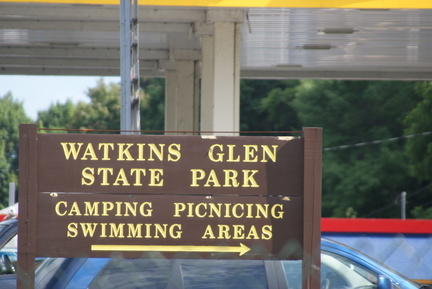 WATKINS GLEN
STATE PARK
CAMPING PICNICING
SWIMMING AREAS